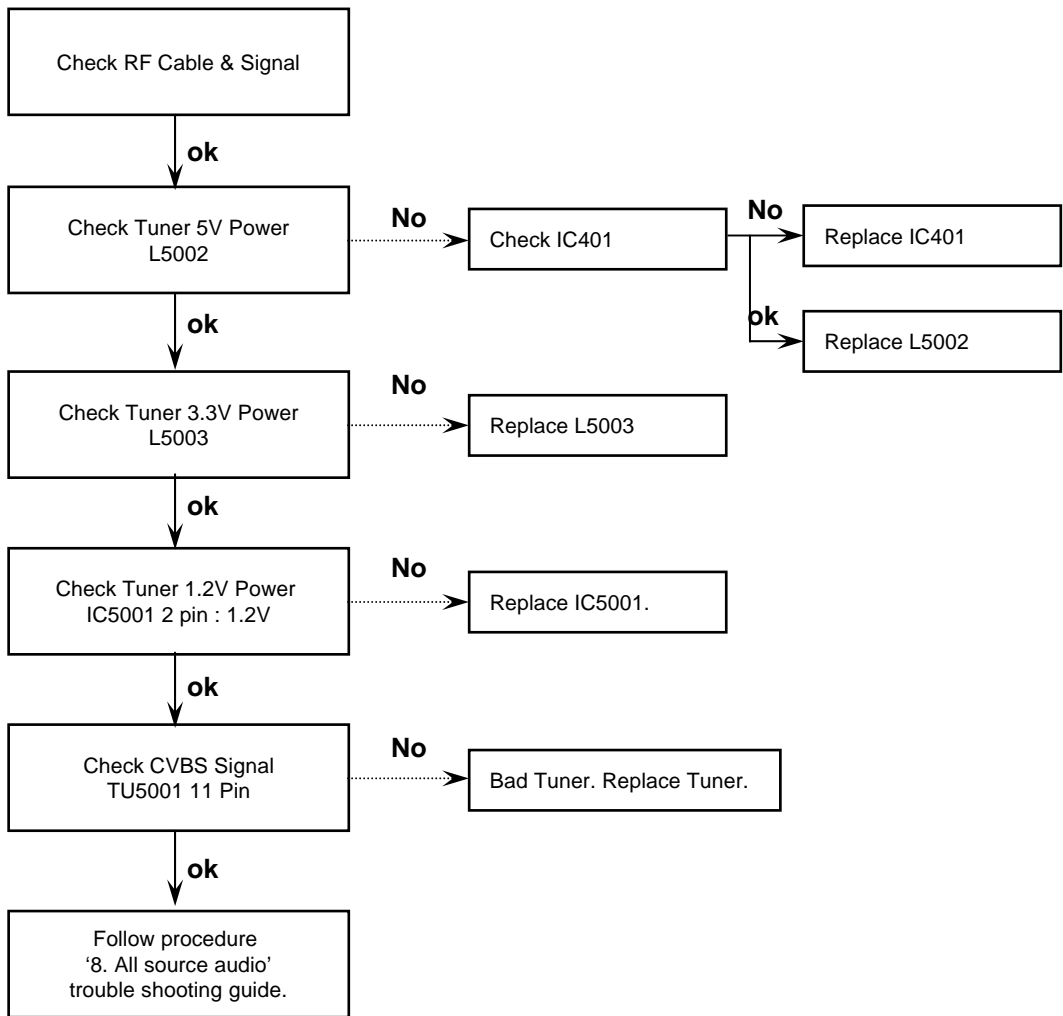 Check RF Cable & Signal
ok
Check Tuner 5V Power
L5002
No
Check IC401
No
Replace IC401
ok
Replace L5002
ok
Check Tuner 3.3V Power
L5003
No
Replace L5003
ok
Check Tuner 1.2V Power
IC5001 2 pin : 1.2V
No
Replace IC5001.
ok
Check CVBS Signal
TU5001 11 Pin
No
Bad Tuner. Replace Tuner.
ok
Follow procedure
‘8. All source audio’
trouble shooting guide.